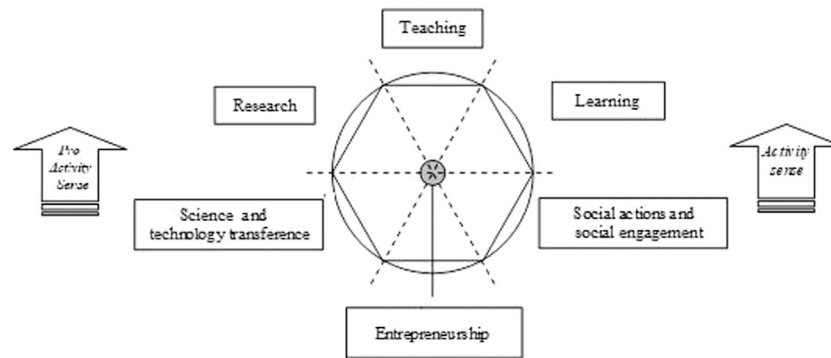 Teaching
Research
Learning
Pro
Activity
Sense
Activity
sense
Science and
technology transference
Social actions and
social engagement
Entrepreneurship